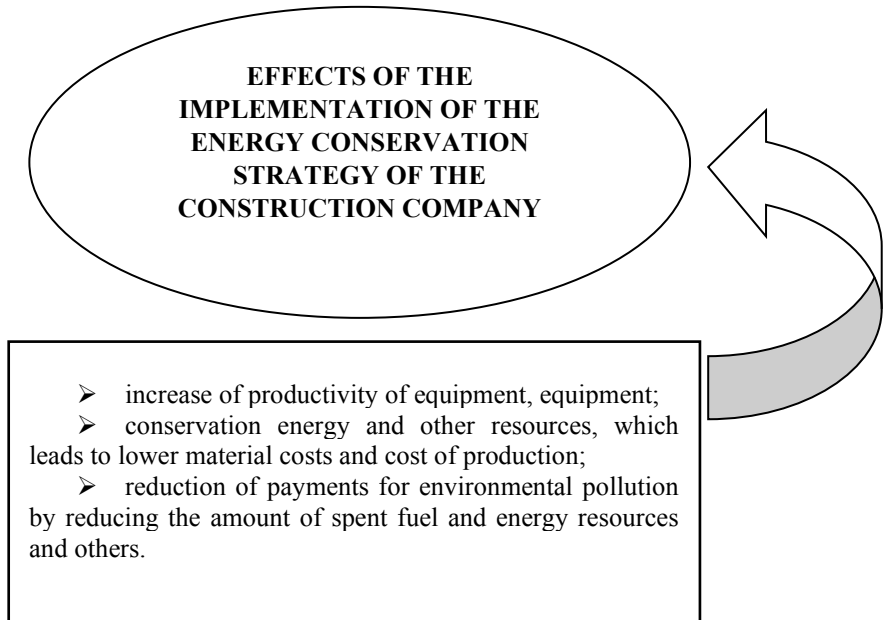 EFFECTS OF THE
IMPLEMENTATION OF THE
ENERGY CONSERVATION
STRATEGY OF THE
CONSTRUCTION COMPANY
➢ increase of productivity of equipment, equipment;
➢ conservation energy and other resources, which
leads to lower material costs and cost of production;
➢ reduction of payments for environmental pollution
by reducing the amount of spent fuel and energy resources
and others.